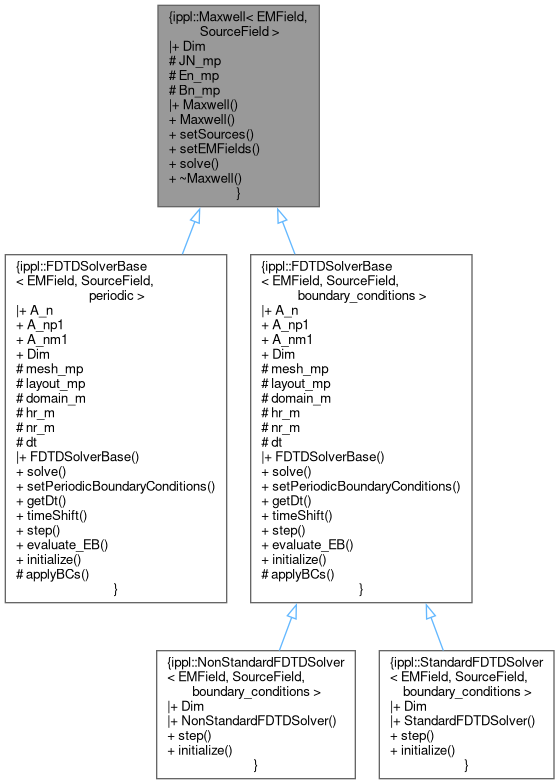 {ippl::Maxwell< EMField,
SourceField >
|+ Dim
# JN_mp
# En_mp
# Bn_mp
|+ Maxwell()
+ Maxwell()
+ setSources()
+ setEMFields()
+ solve()
+ ~Maxwell()
}
{ippl::FDTDSolverBase
< EMField, SourceField,
periodic >
|+ A_n
+ A_np1
+ A_nm1
+ Dim
# mesh_mp
# layout_mp
# domain_m
# hr_m
# nr_m
# dt
|+ FDTDSolverBase()
+ solve()
+ setPeriodicBoundaryConditions()
+ getDt()
+ timeShift()
+ step()
+ evaluate_EB()
+ initialize()
# applyBCs()
}
{ippl::FDTDSolverBase
< EMField, SourceField,
boundary_conditions >
|+ A_n
+ A_np1
+ A_nm1
+ Dim
# mesh_mp
# layout_mp
# domain_m
# hr_m
# nr_m
# dt
|+ FDTDSolverBase()
+ solve()
+ setPeriodicBoundaryConditions()
+ getDt()
+ timeShift()
+ step()
+ evaluate_EB()
+ initialize()
# applyBCs()
}
{ippl::NonStandardFDTDSolver
< EMField, SourceField,
boundary_conditions >
|+ Dim
|+ NonStandardFDTDSolver()
+ step()
+ initialize()
}
{ippl::StandardFDTDSolver
< EMField, SourceField,
boundary_conditions >
|+ Dim
|+ StandardFDTDSolver()
+ step()
+ initialize()
}